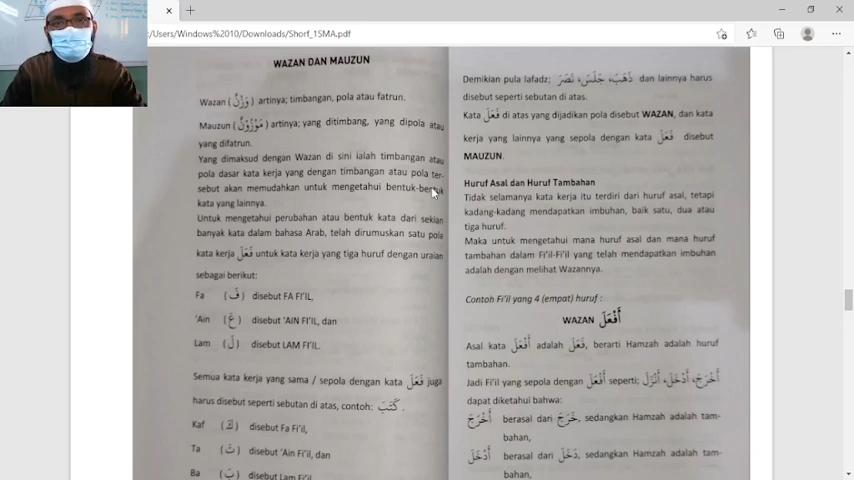 :/Users/Windows%2010/Downloads/Shorf_1SMA.pdf
WAZAN DAN MAUZUN
Wazan ( وَزْنٌ ) artinya; timbangan, pola atau fatrun.
Mauzun ( مَوْزُوْنٌ ) artinya; yang ditimbang, yang dipola atau
yang difatrun.
Yang dimaksud dengan Wazan di sini ialah timbangan atau
pola dasar kata kerja yang dengan timbangan atau pola ter-
sebut akan memudahkan untuk mengetahui bentuk-bentuk
kata yang lainnya.
Untuk mengetahui perubahan atau bentuk kata dari sekian
banyak kata dalam bahasa Arab, telah dirumuskan satu pola
kata kerja فَعَلَ untuk kata kerja yang tiga huruf dengan uraian
sebagai berikut:
Fa ( فَ ) disebut FA FI'IL,
'Ain ( عَ ) disebut 'AIN FI'IL, dan
Lam ( لَ ) disebut LAM FI'IL.
Semua kata kerja yang sama / sepola dengan kata فَعَلَ juga
harus disebut seperti sebutan di atas, contoh: كَتَبَ .
Kaf ( كَ ) disebut Fa Fi'il,
Ta ( تَ ) disebut 'Ain Fi'il, dan
Ba ( بَ ) disebut Lam Fi'il
Demikian pula lafadz; ذَهَبَ، جَلَسَ، نَصَرَ dan lainnya harus
disebut seperti sebutan di atas.
Kata فَعَلَ di atas yang dijadikan pola disebut WAZAN, dan kata
kerja yang lainnya yang sepola dengan kata فَعَلَ disebut
MAUZUN.
Huruf Asal dan Huruf Tambahan
Tidak selamanya kata kerja itu terdiri dari huruf asal, tetapi
kadang-kadang mendapatkan imbuhan, baik satu, dua atau
tiga huruf.
Maka untuk mengetahui mana huruf asal dan mana huruf
tambahan dalam Fi'il-Fi'il yang telah mendapatkan imbuhan
adalah dengan melihat Wazannya.
Contoh Fi'il yang 4 (empat) huruf :
WAZAN أَفْعَلَ
Asal kata أَفْعَلَ adalah فَعَلَ, berarti Hamzah adalah huruf
tambahan.
Jadi Fi'il yang sepola dengan أَفْعَلَ seperti; أَخْرَجَ، أَدْخَلَ، أَنْزَلَ
dapat diketahui bahwa:
أَخْرَجَ berasal dari خَرَجَ, sedangkan Hamzah adalah tam-
bahan,
أَدْخَلَ berasal dari دَخَلَ, sedangkan Hamzah adalah tam-
bahan,